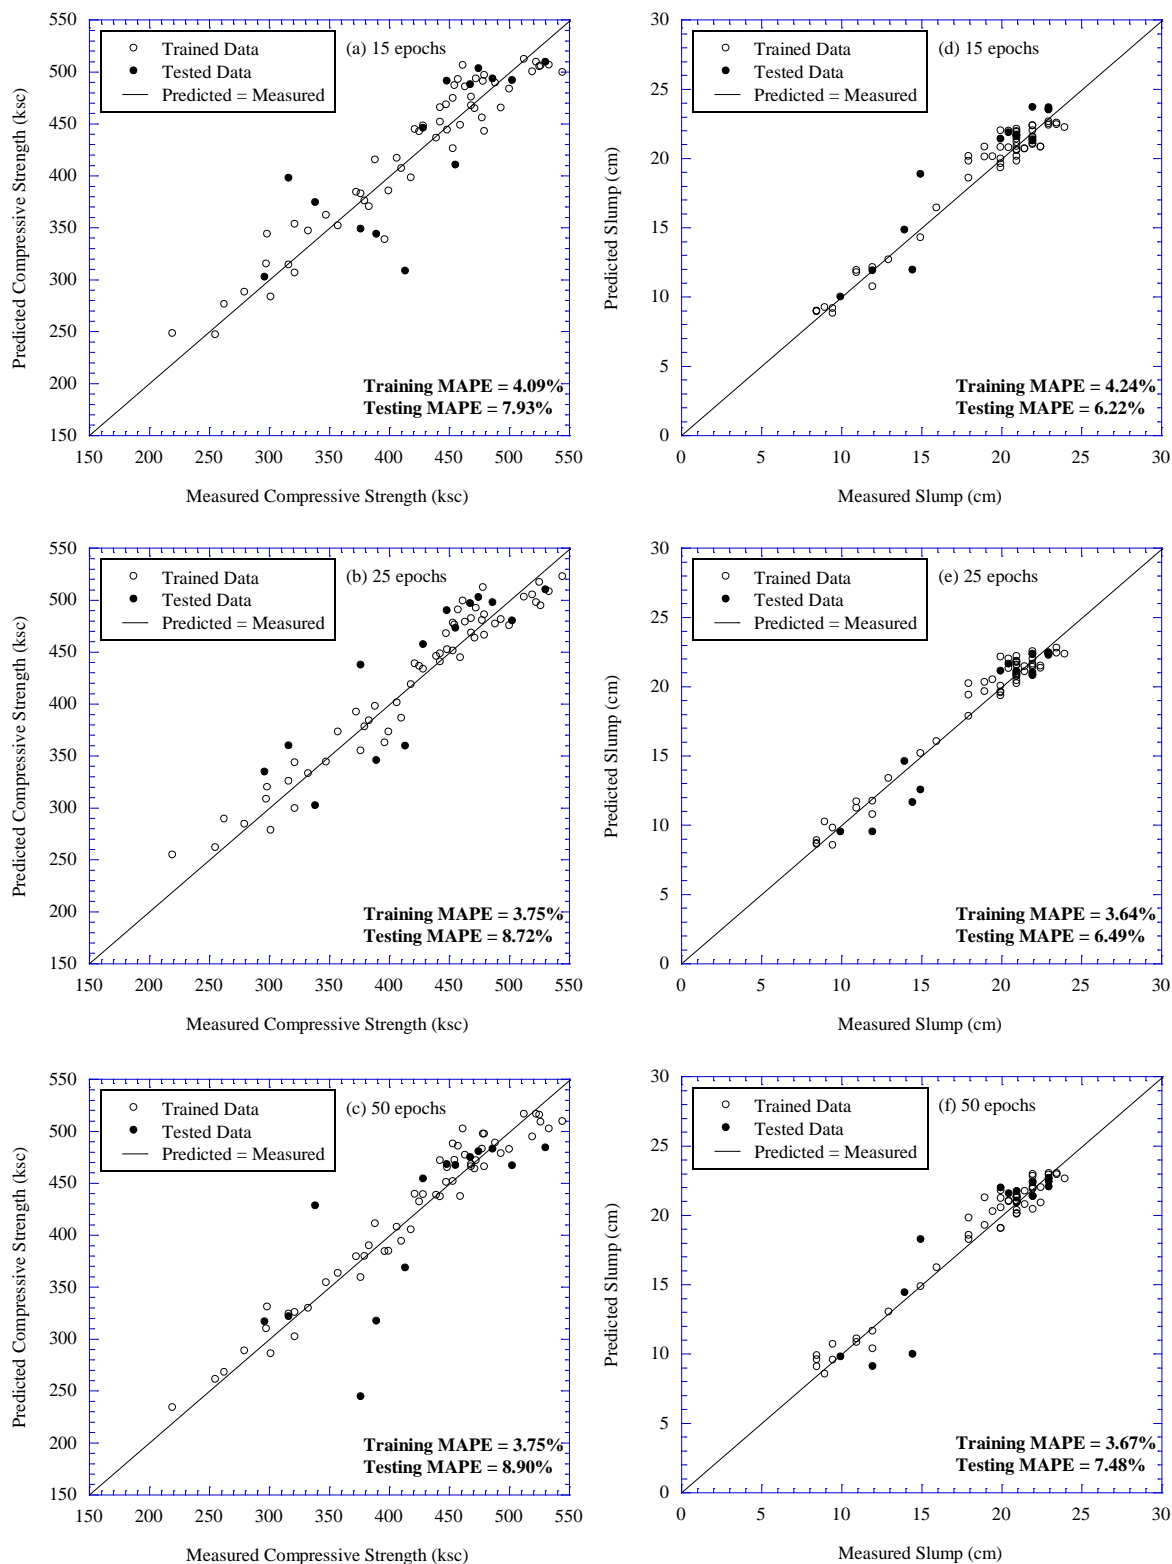 550
500
450
400
350
300
250
200
150
150 200 250 300 350 400 450 500 550
Predicted Compressive Strength (ksc)
Measured Compressive Strength (ksc)
Trained Data
Tested Data
Predicted = Measured
(a) 15 epochs
Training MAPE = 4.09%
Testing MAPE = 7.93%
30
25
20
15
10
5
0
0 5 10 15 20 25 30
Predicted Slump (cm)
Measured Slump (cm)
Trained Data
Tested Data
Predicted = Measured
(d) 15 epochs
Training MAPE = 4.24%
Testing MAPE = 6.22%
550
500
450
400
350
300
250
200
150
150 200 250 300 350 400 450 500 550
Predicted Compressive Strength (ksc)
Measured Compressive Strength (ksc)
Trained Data
Tested Data
Predicted = Measured
(b) 25 epochs
Training MAPE = 3.75%
Testing MAPE = 8.72%
30
25
20
15
10
5
0
0 5 10 15 20 25 30
Predicted Slump (cm)
Measured Slump (cm)
Trained Data
Tested Data
Predicted = Measured
(e) 25 epochs
Training MAPE = 3.64%
Testing MAPE = 6.49%
550
500
450
400
350
300
250
200
150
150 200 250 300 350 400 450 500 550
Predicted Compressive Strength (ksc)
Measured Compressive Strength (ksc)
Trained Data
Tested Data
Predicted = Measured
(c) 50 epochs
Training MAPE = 3.75%
Testing MAPE = 8.90%
30
25
20
15
10
5
0
0 5 10 15 20 25 30
Predicted Slump (cm)
Measured Slump (cm)
Trained Data
Tested Data
Predicted = Measured
(f) 50 epochs
Training MAPE = 3.67%
Testing MAPE = 7.48%